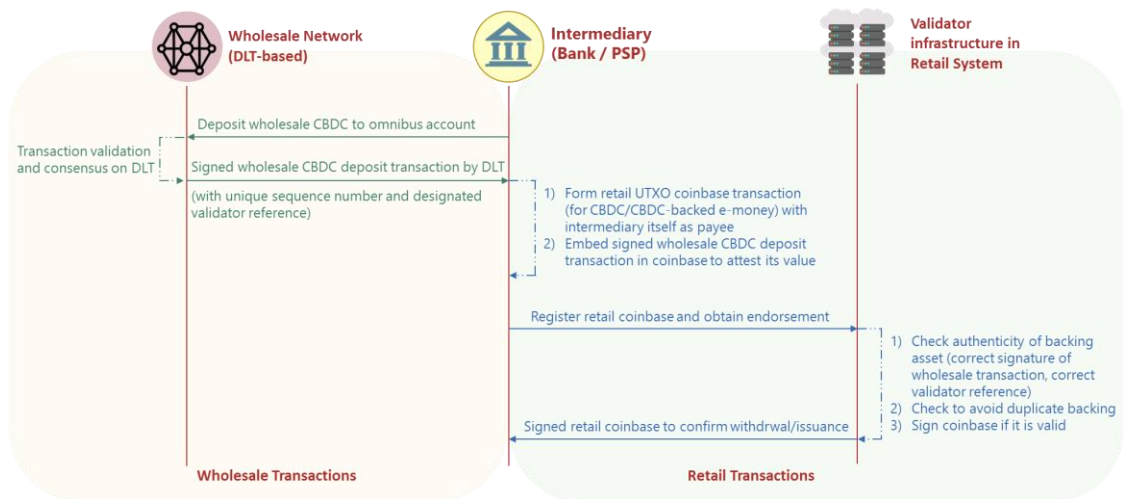 Wholesale Network
(DLT-based)
Intermediary
(Bank / PSP)
Validator
infrastructure in
Retail System
Deposit wholesale CBDC to omnibus account
Transaction validation
and consensus on DLT
Signed wholesale CBDC deposit transaction by DLT
(with unique sequence number and designated
validator reference)
1) Form retail UTXO coinbase transaction
(for CBDC/CBDC-backed e-money) with
intermediary itself as payee
2) Embed signed wholesale CBDC deposit
transaction in coinbase to attest its value
Register retail coinbase and obtain endorsement
1) Check authenticity of backing
asset (correct signature of
wholesale transaction, correct
validator reference)
2) Check to avoid duplicate backing
3) Sign coinbase if it is valid
Signed retail coinbase to confirm withdrwal/issuance
Wholesale Transactions
Retail Transactions